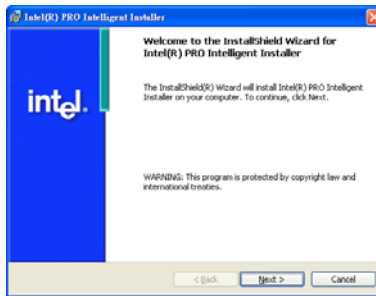 Intel(R) PRO Intelligent Installer
Welcome to the InstallShield Wizard for
Intel(R) PRO Intelligent Installer
The InstallShield(R) Wizard will install Intel(R) PRO Intelligent
Installer on your computer. To continue, click Next.
intel.
WARNING: This program is protected by copyright law and
international treaties.
< Back
Next >
Cancel